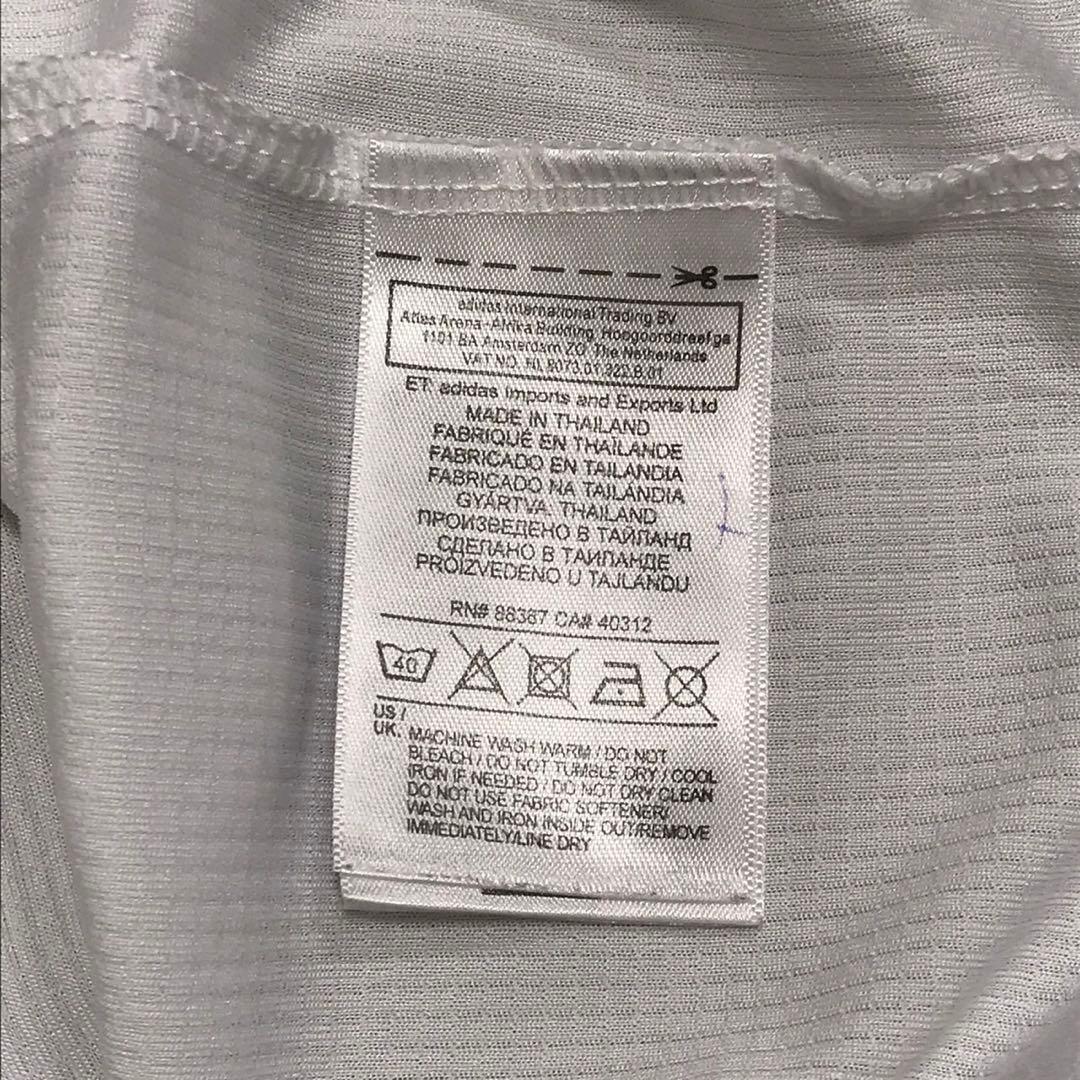 adidas International Trading BV
Atlas Arena - Afrika Building, Hoogoorddreef 9a
1101 BA Amsterdam ZO, The Netherlands
VAT NO. NL 8073.01.322.B.01
ET: adidas Imports and Exports Ltd
MADE IN THAILAND
FABRIQUÉ EN THAÏLANDE
FABRICADO EN TAILANDIA
FABRICADO NA TAILÂNDIA
GYÁRTVA: THAILAND
ПРОИЗВЕДЕНО В ТАЙЛАНД
СДЕЛАНО В ТАИЛАНДЕ
PROIZVEDENO U TAJLANDU
RN# 88387 CA# 40312
40
US /
UK. MACHINE WASH WARM / DO NOT
BLEACH / DO NOT TUMBLE DRY / COOL
IRON IF NEEDED / DO NOT DRY CLEAN
DO NOT USE FABRIC SOFTENER/
WASH AND IRON INSIDE OUT/REMOVE
IMMEDIATELY/LINE DRY